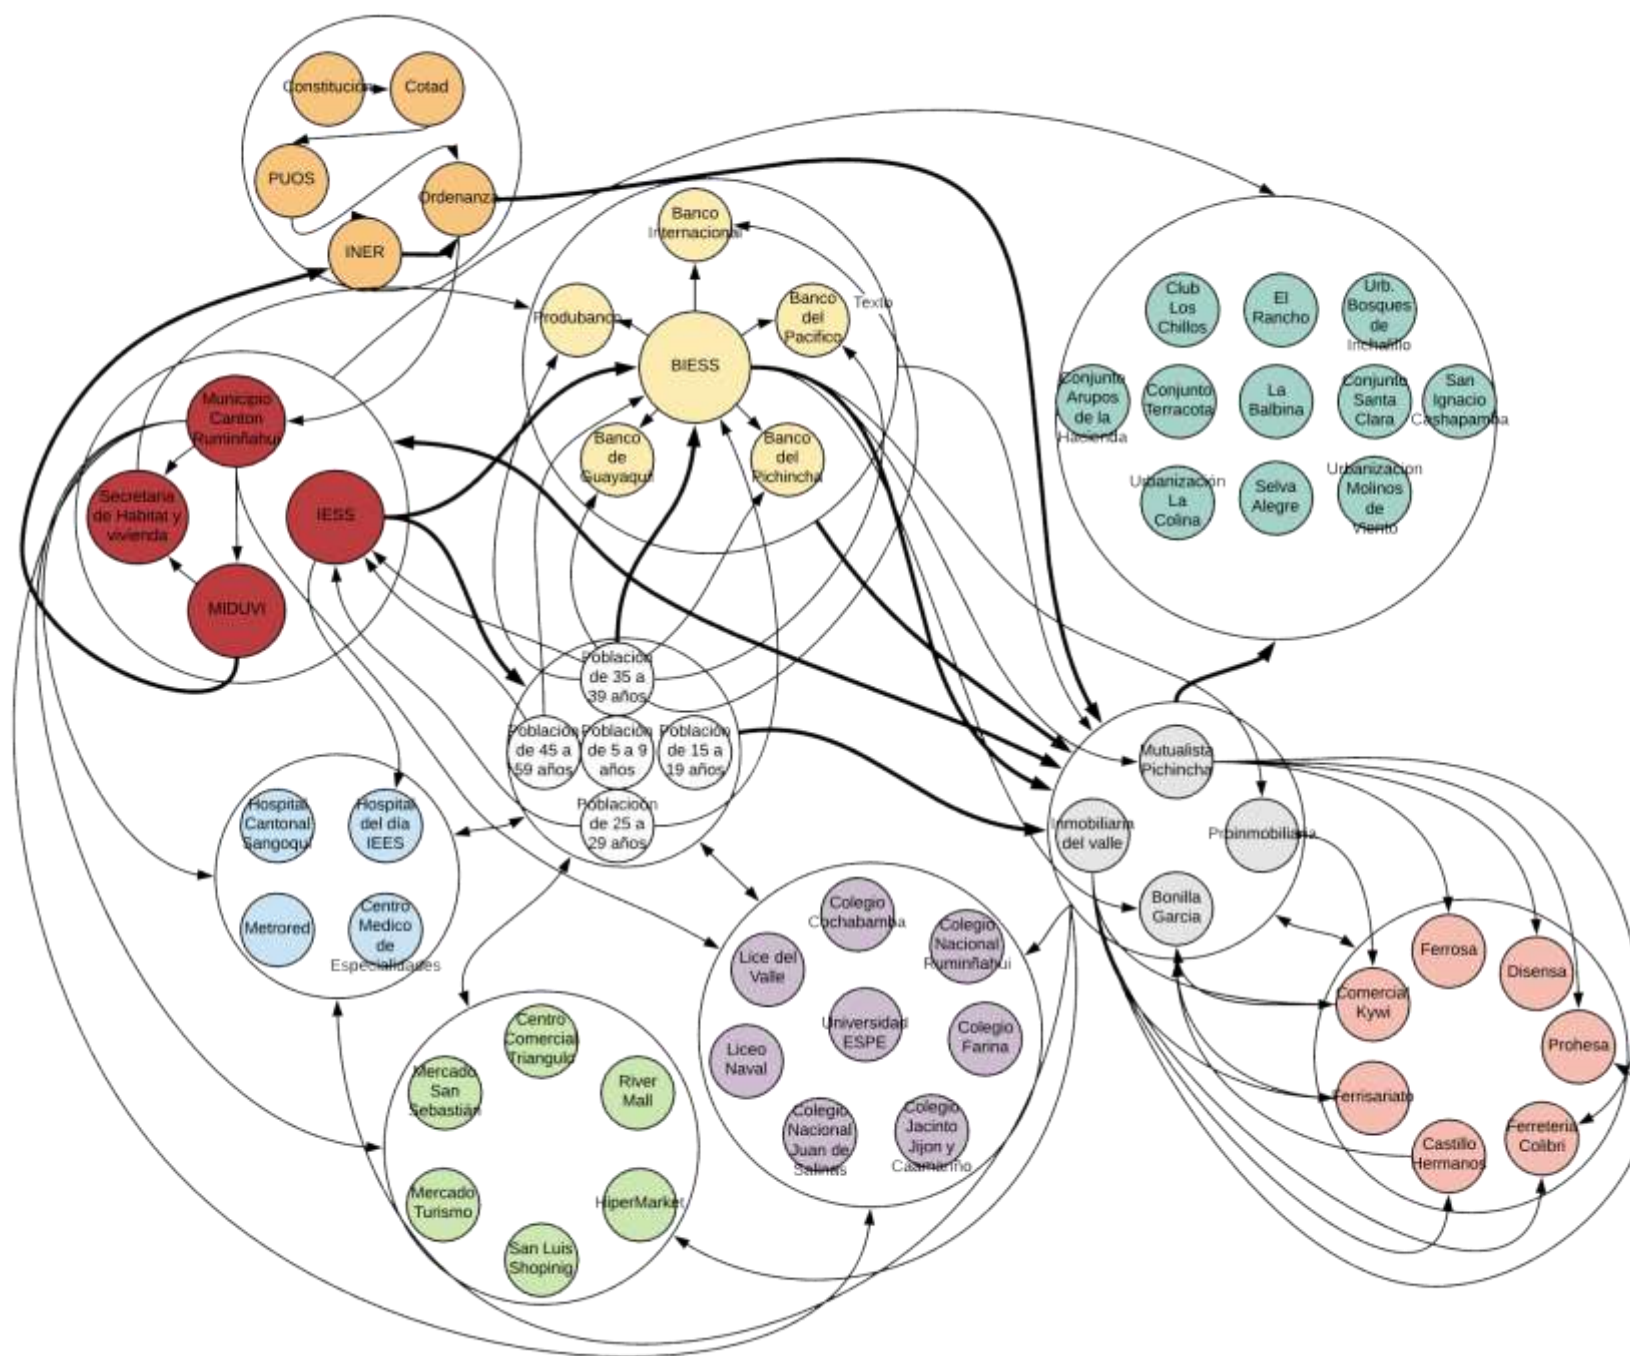 Constitución
Cotad
PUOS
Ordenanza
INER
Banco
Internacional
Produbanco
Banco
del
Pacifico
Texto
BIESS
Banco
de
Guayaquil
Banco
del
Pichincha
Club
Los
Chillos
El
Rancho
Urb.
Bosques
de
Inchalillo
Conjunto
Arupos
de la
Hacienda
Conjunto
Terracota
La
Balbina
Conjunto
Santa
Clara
San
Ignacio
Cashapamba
Urbanización
La
Colina
Selva
Alegre
Urbanizacion
Molinos
de
Viento
Municipio
Canton
Rumiñahui
Secretaria
de Habitat y
vivienda
IESS
MIDUVI
Población
de 35 a
39 años
Población
de 45 a
59 años
Población
de 5 a 9
años
Población
de 15 a
19 años
Poblacioón
de 25 a
29 años
Mutualista
Pichincha
Inmobiliaria
del valle
Proinmobiliaria
Bonilla
Garcia
Hospital
Cantonal
Sangoqui
Hospital
del día
IEES
Metrored
Centro
Medico
de
Especialidades
Colegio
Cochabamba
Lice del
Valle
Colegio
Nacional
Ruminñahui
Universidad
ESPE
Colegio
Farina
Liceo
Naval
Colegio
Nacional
Juan de
Salinas
Colegio
Jacinto
Jijon y
Caamariño
Centro
Comercial
Triangulo
Mercado
San
Sebastián
River
Mall
Mercado
Turismo
HiperMarket
San Luis
Shopinig
Ferrosa
Disensa
Comercial
Kywi
Prohesa
Ferrisariato
Castillo
Hermanos
Ferreteria
Colibri